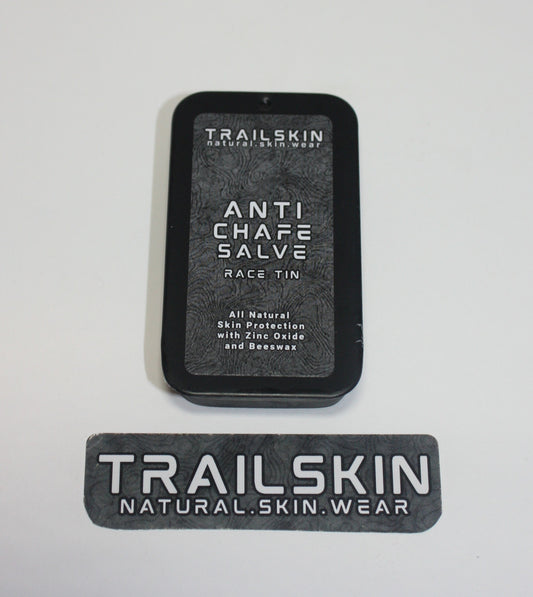 TRAILSKIN
natural.skin.wear
ANTI
CHAFE
SALVE
RACE TIN
All Natural
Skin Protection
with Zinc Oxide
and Beeswax
TRAILSKIN
NATURAL.SKIN.WEAR